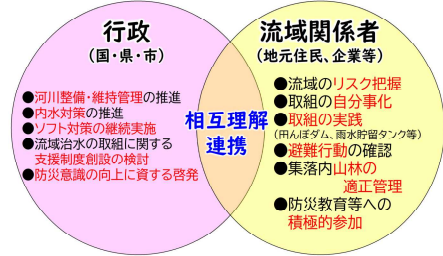 行政
(国・県・市)
●河川整備・維持管理の推進
●内水対策の推進
●ソフト対策の継続実施
●流域治水の取組に関する
支援制度創設の検討
●防災意識の向上に資する啓発
相互理解
連携
流域関係者
(地元住民、企業等)
●流域のリスク把握
●取組の自分事化
●取組の実践
(田んぼダム、雨水貯留タンク等)
●避難行動の確認
●集落内山林の
適正管理
●防災教育等への
積極的参加